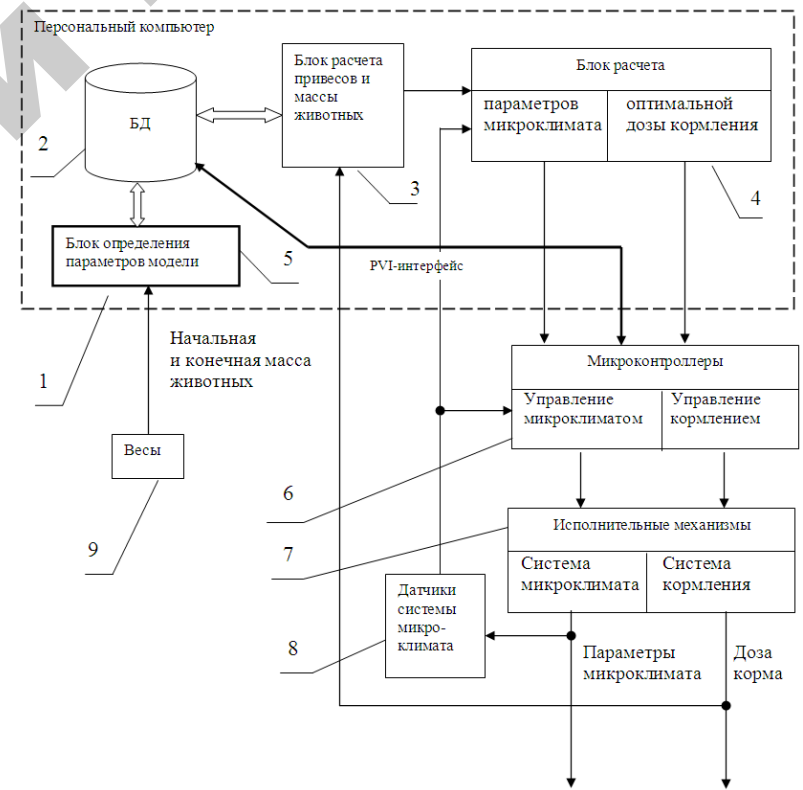 Персональный компьютер
Блок расчета
привесов и
массы
животных
Блок расчета
параметров
микроклимата
оптимальной
дозы кормления
БД
2
3
4
Блок определения
параметров модели
5
PVI-интерфейс
Начальная
и конечная масса
животных
1
Микроконтроллеры
Управление
микроклиматом
Управление
кормлением
Весы
6
9
Исполнительные механизмы
7
Система
микроклимата
Система
кормления
Датчики
системы
микро-
климата
8
Параметры
микроклимата
Доза
корма